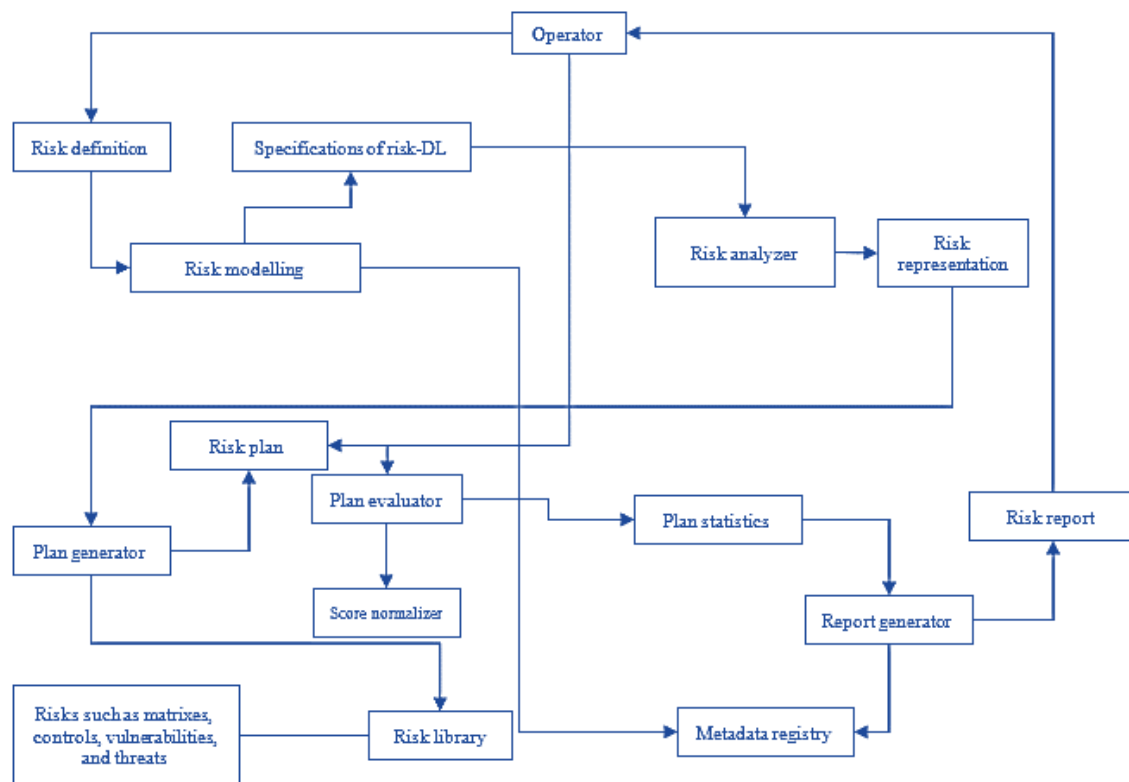 Operator
Risk definition
Specifications of risk-DL
Risk modelling
Risk analyzer
Risk
representation
Risk plan
Plan evaluator
Plan statistics
Risk report
Plan generator
Score normalizer
Report generator
Risks such as matrixes,
controls, vulnerabilities,
and threats
Risk library
Metadata registry